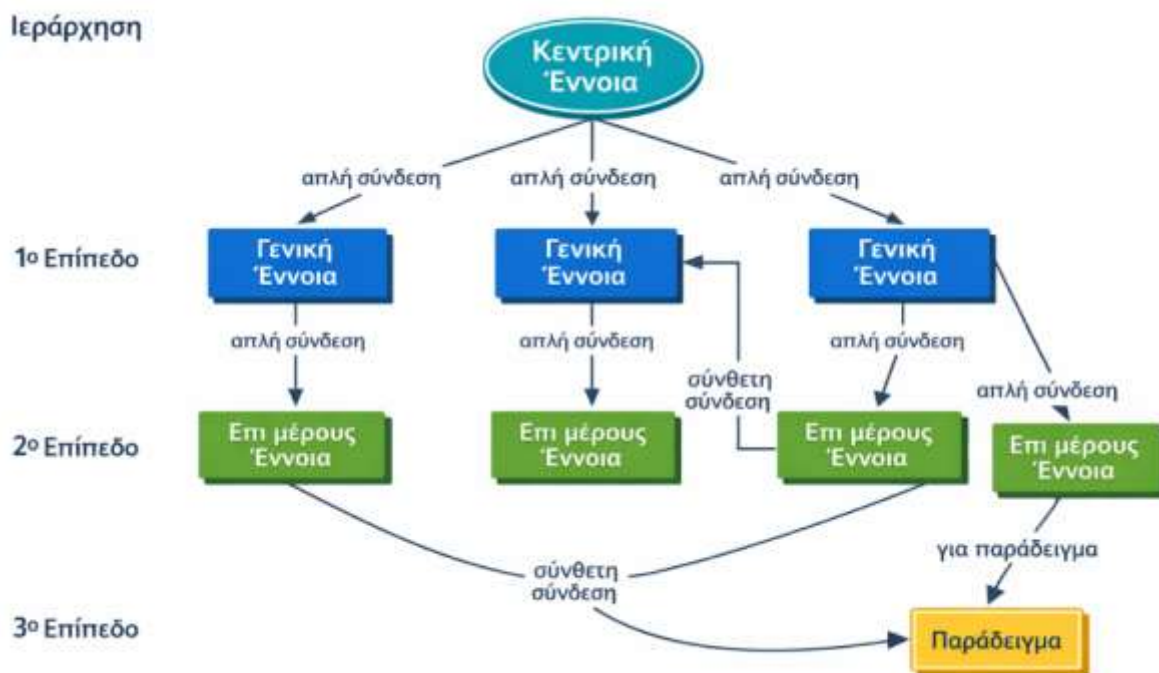 Ιεράρχηση
Κεντρική
Έννοια
απλή σύνδεση
απλή σύνδεση
απλή σύνδεση
1ο Επίπεδο
Γενική
Έννοια
Γενική
Έννοια
Γενική
Έννοια
απλή σύνδεση
απλή σύνδεση
απλή σύνδεση
σύνθετη
σύνδεση
απλή σύνδεση
2ο Επίπεδο
Επι μέρους
Έννοια
Επι μέρους
Έννοια
Επι μέρους
Έννοια
Επι μέρους
Έννοια
για παράδειγμα
σύνθετη
σύνδεση
3ο Επίπεδο
Παράδειγμα